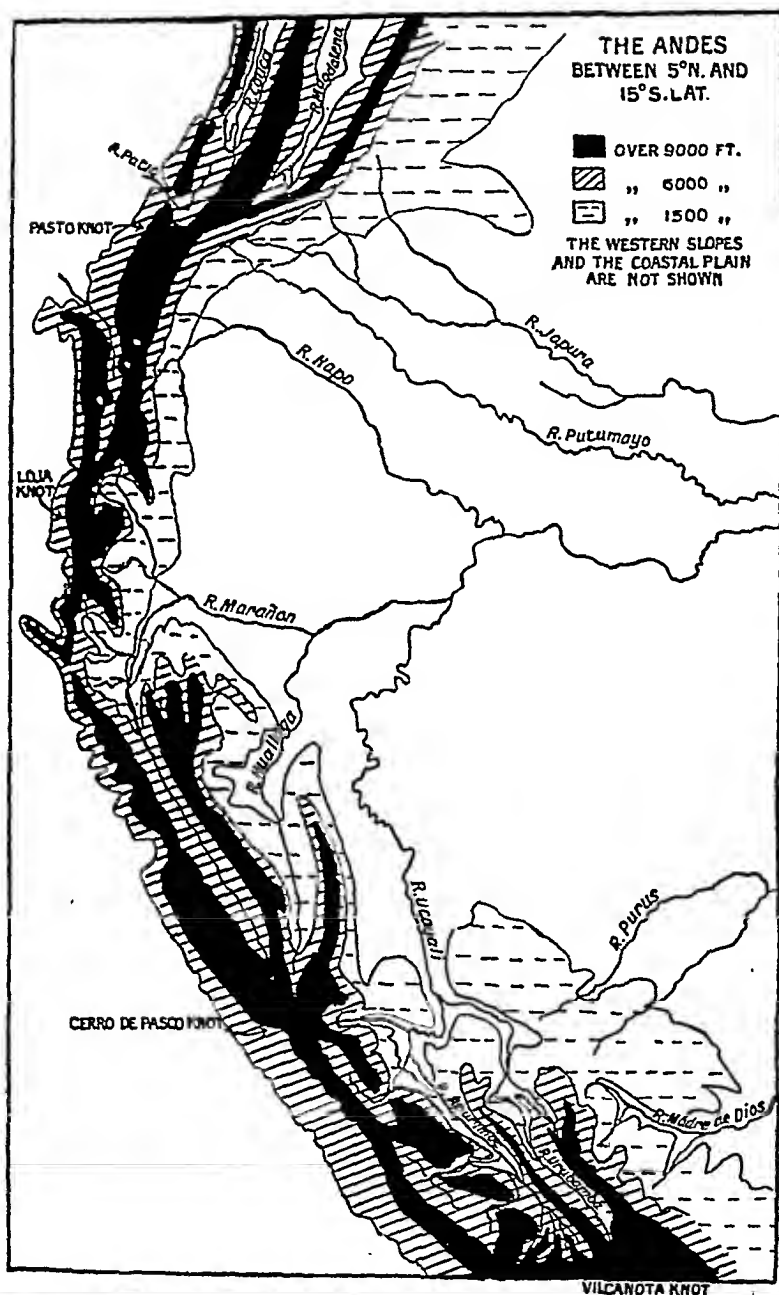 THE ANDES
BETWEEN 5°N. AND
15°S. LAT.
OVER 9000 FT.
„ 6000 „
„ 1500 „
THE WESTERN SLOPES
AND THE COASTAL PLAIN
ARE NOT SHOWN
R. Cauca
R. Magdalena
R. Patia
PASTO KNOT
R. Japura
R. Napo
R. Putumayo
LOJA
KNOT
R. Marañon
R. Huallaga
R. Ucayali
R. Purus
CERRO DE PASCO KNOT
R. Madre de Dios
R. Urubamba
VILCANOTA KNOT